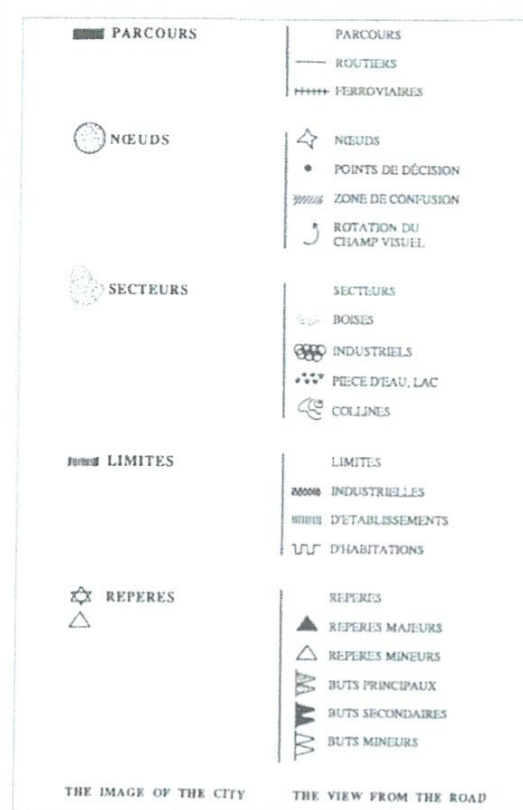 PARCOURS
PARCOURS
ROUTIERS
FERROVIAIRES
NŒUDS
NŒUDS
POINTS DE DÉCISION
ZONE DE CONFUSION
ROTATION DU
CHAMP VISUEL
SECTEURS
SECTEURS
BOISES
INDUSTRIELS
PIECE D'EAU, LAC
COLLINES
LIMITES
LIMITES
INDUSTRIELLES
D'ETABLISSEMENTS
D'HABITATIONS
REPERES
REPERES
REPERES MAJEURS
REPERES MINEURS
BUTS PRINCIPAUX
BUTS SECONDAIRES
BUTS MINEURS
THE IMAGE OF THE CITY
THE VIEW FROM THE ROAD